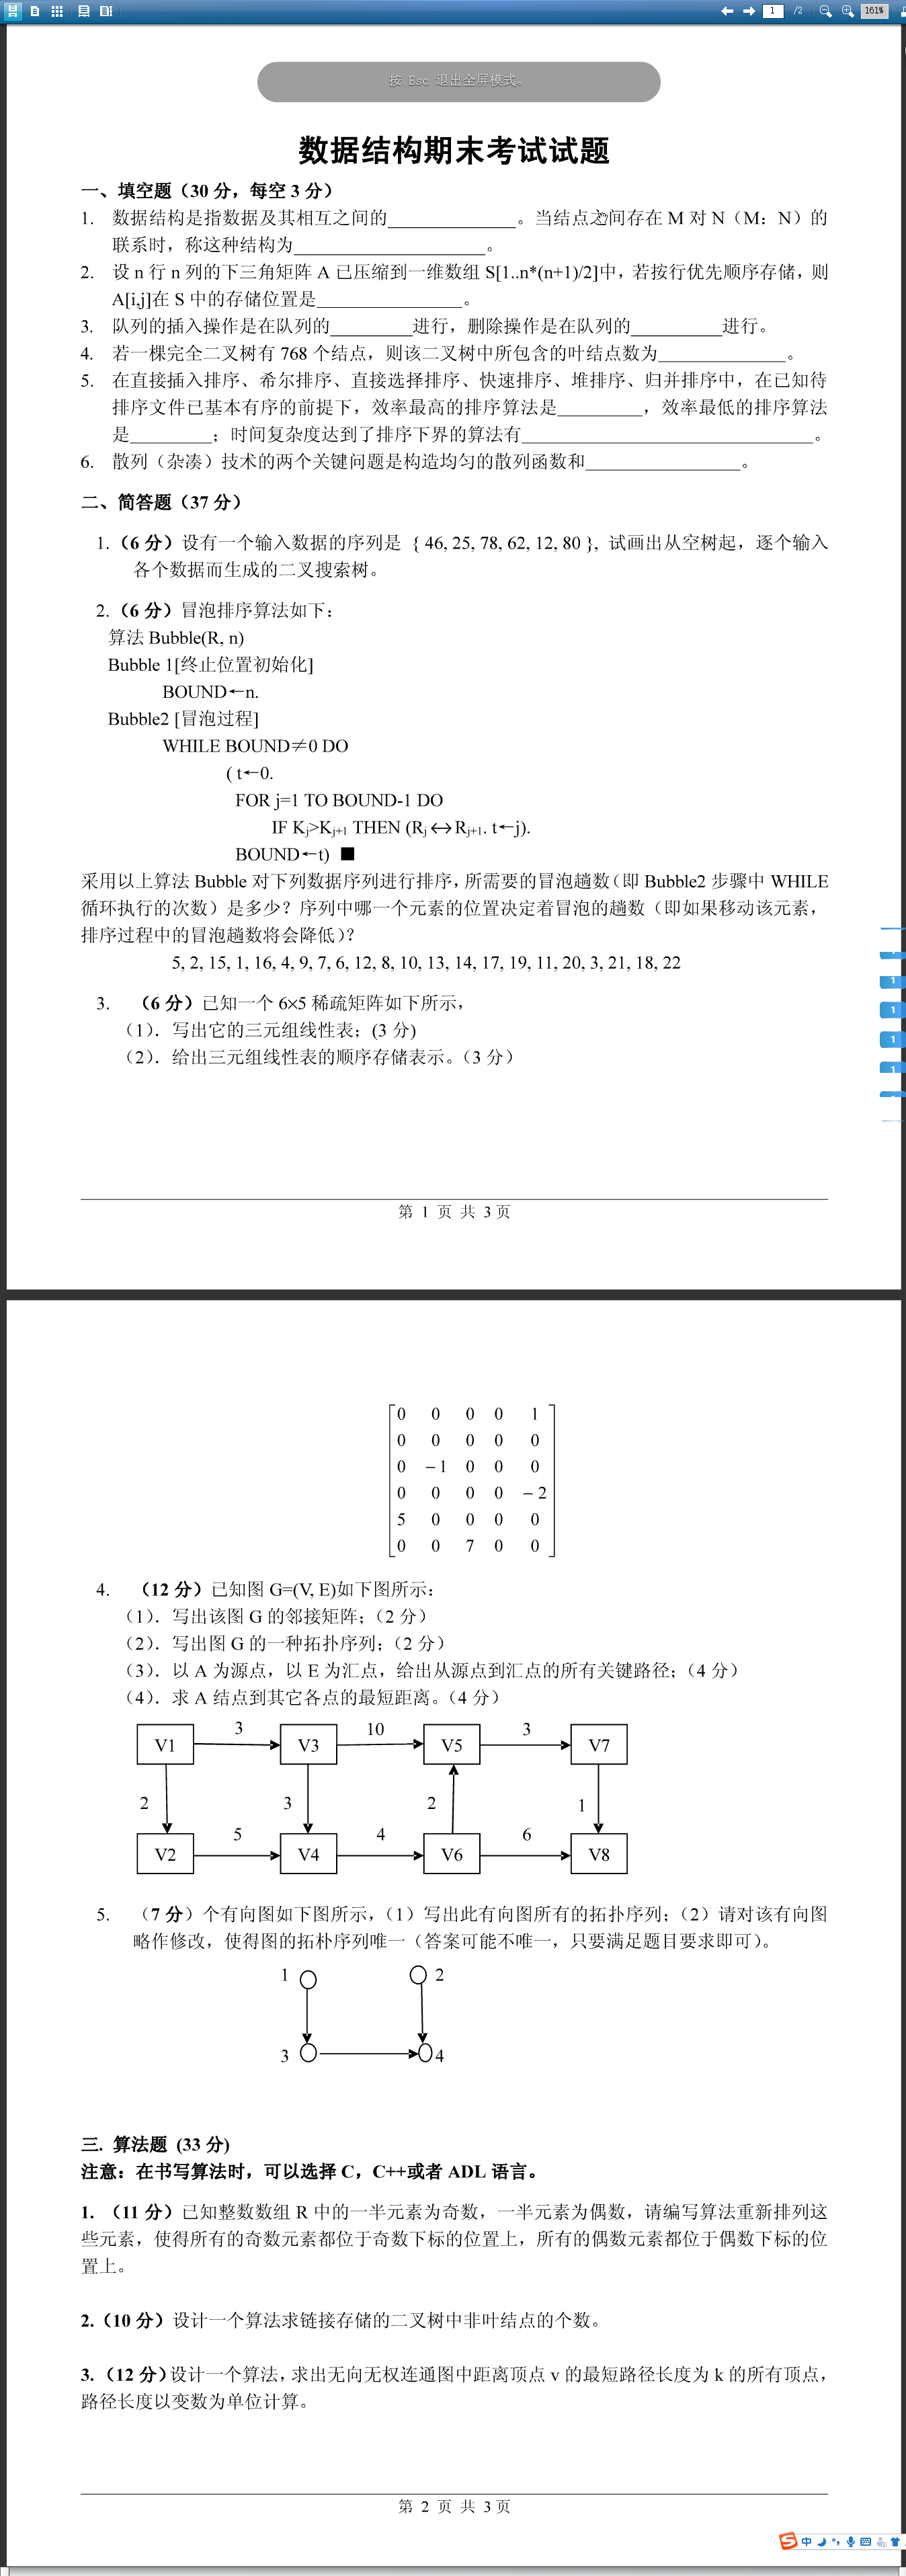 1 /2 161%
按 Esc 退出全屏模式。
数据结构期末考试试题
一、填空题（30 分，每空 3 分）
1. 数据结构是指数据及其相互之间的______________。当结点之间存在 M 对 N（M：N）的
联系时，称这种结构为_____________________。
2. 设 n 行 n 列的下三角矩阵 A 已压缩到一维数组 S[1..n*(n+1)/2]中，若按行优先顺序存储，则
A[i,j]在 S 中的存储位置是________________。
3. 队列的插入操作是在队列的_________进行，删除操作是在队列的__________进行。
4. 若一棵完全二叉树有 768 个结点，则该二叉树中所包含的叶结点数为______________。
5. 在直接插入排序、希尔排序、直接选择排序、快速排序、堆排序、归并排序中，在已知待
排序文件已基本有序的前提下，效率最高的排序算法是_________，效率最低的排序算法
是_________；时间复杂度达到了排序下界的算法有________________________________。
6. 散列（杂凑）技术的两个关键问题是构造均匀的散列函数和_________________。
二、简答题（37 分）
1.（6 分）设有一个输入数据的序列是 { 46, 25, 78, 62, 12, 80 }, 试画出从空树起，逐个输入
各个数据而生成的二叉搜索树。
2.（6 分）冒泡排序算法如下：
算法 Bubble(R, n)
Bubble 1[终止位置初始化]
BOUND←n.
Bubble2 [冒泡过程]
WHILE BOUND≠0 DO
( t←0.
FOR j=1 TO BOUND-1 DO
IF Kj>Kj+1 THEN (Rj↔Rj+1. t←j).
BOUND←t) ■
采用以上算法 Bubble 对下列数据序列进行排序，所需要的冒泡趟数（即 Bubble2 步骤中 WHILE
循环执行的次数）是多少？序列中哪一个元素的位置决定着冒泡的趟数（即如果移动该元素，
排序过程中的冒泡趟数将会降低）？
5, 2, 15, 1, 16, 4, 9, 7, 6, 12, 8, 10, 13, 14, 17, 19, 11, 20, 3, 21, 18, 22
3. （6 分）已知一个 6×5 稀疏矩阵如下所示，
（1）．写出它的三元组线性表；(3 分)
（2）．给出三元组线性表的顺序存储表示。（3 分）
1
1
1
1
第 1 页 共 3 页
0 0 0 0 1
0 0 0 0 0
0 −1 0 0 0
0 0 0 0 −2
5 0 0 0 0
0 0 7 0 0
4. （12 分）已知图 G=(V, E)如下图所示：
（1）．写出该图 G 的邻接矩阵；（2 分）
（2）．写出图 G 的一种拓扑序列；（2 分）
（3）．以 A 为源点，以 E 为汇点，给出从源点到汇点的所有关键路径；（4 分）
（4）．求 A 结点到其它各点的最短距离。（4 分）
3 10 3
V1 V3 V5 V7
2 3 2 1
5 4 6
V2 V4 V6 V8
5. （7 分）个有向图如下图所示，（1）写出此有向图所有的拓扑序列；（2）请对该有向图
略作修改，使得图的拓朴序列唯一（答案可能不唯一，只要满足题目要求即可）。
1 2
3 4
三. 算法题 (33 分)
注意：在书写算法时，可以选择 C，C++或者 ADL 语言。
1. （11 分）已知整数数组 R 中的一半元素为奇数，一半元素为偶数，请编写算法重新排列这
些元素，使得所有的奇数元素都位于奇数下标的位置上，所有的偶数元素都位于偶数下标的位
置上。
2.（10 分）设计一个算法求链接存储的二叉树中非叶结点的个数。
3.（12 分）设计一个算法，求出无向无权连通图中距离顶点 v 的最短路径长度为 k 的所有顶点，
路径长度以变数为单位计算。
第 2 页 共 3 页
S 中